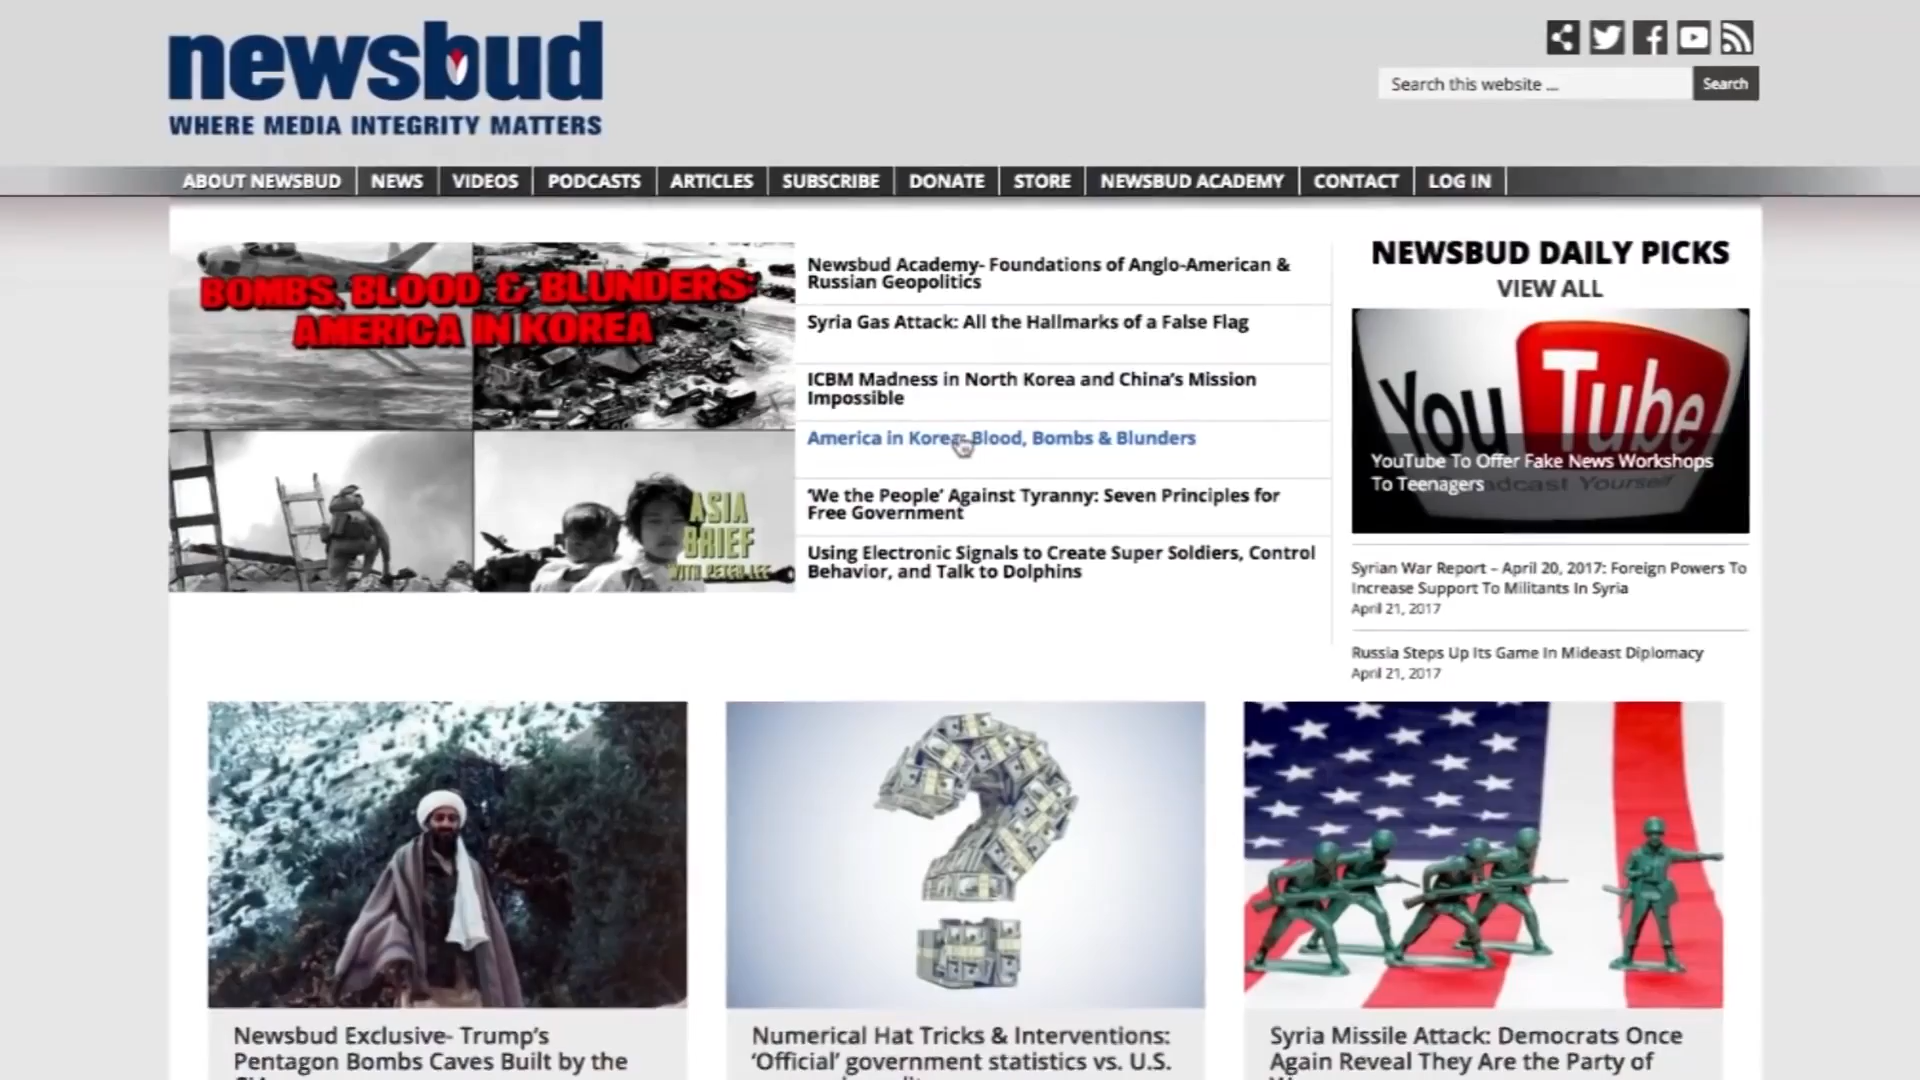 newsbud
WHERE MEDIA INTEGRITY MATTERS
Search this website ...
Search
ABOUT NEWSBUD
NEWS
VIDEOS
PODCASTS
ARTICLES
SUBSCRIBE
DONATE
STORE
NEWSBUD ACADEMY
CONTACT
LOG IN
BOMBS, BLOOD & BLUNDERS:
AMERICA IN KOREA
ASIA
BRIEF
WITH PETER LEE
Newsbud Academy- Foundations of Anglo-American &
Russian Geopolitics
Syria Gas Attack: All the Hallmarks of a False Flag
ICBM Madness in North Korea and China's Mission
Impossible
America in Korea: Blood, Bombs & Blunders
'We the People' Against Tyranny: Seven Principles for
Free Government
Using Electronic Signals to Create Super Soldiers, Control
Behavior, and Talk to Dolphins
NEWSBUD DAILY PICKS
VIEW ALL
You Tube
YouTube To Offer Fake News Workshops
To Teenagers
Broadcast Yourself
Syrian War Report – April 20, 2017: Foreign Powers To
Increase Support To Militants In Syria
April 21, 2017
Russia Steps Up Its Game In Mideast Diplomacy
April 21, 2017
Newsbud Exclusive- Trump's
Pentagon Bombs Caves Built by the
Numerical Hat Tricks & Interventions:
'Official' government statistics vs. U.S.
Syria Missile Attack: Democrats Once
Again Reveal They Are the Party of